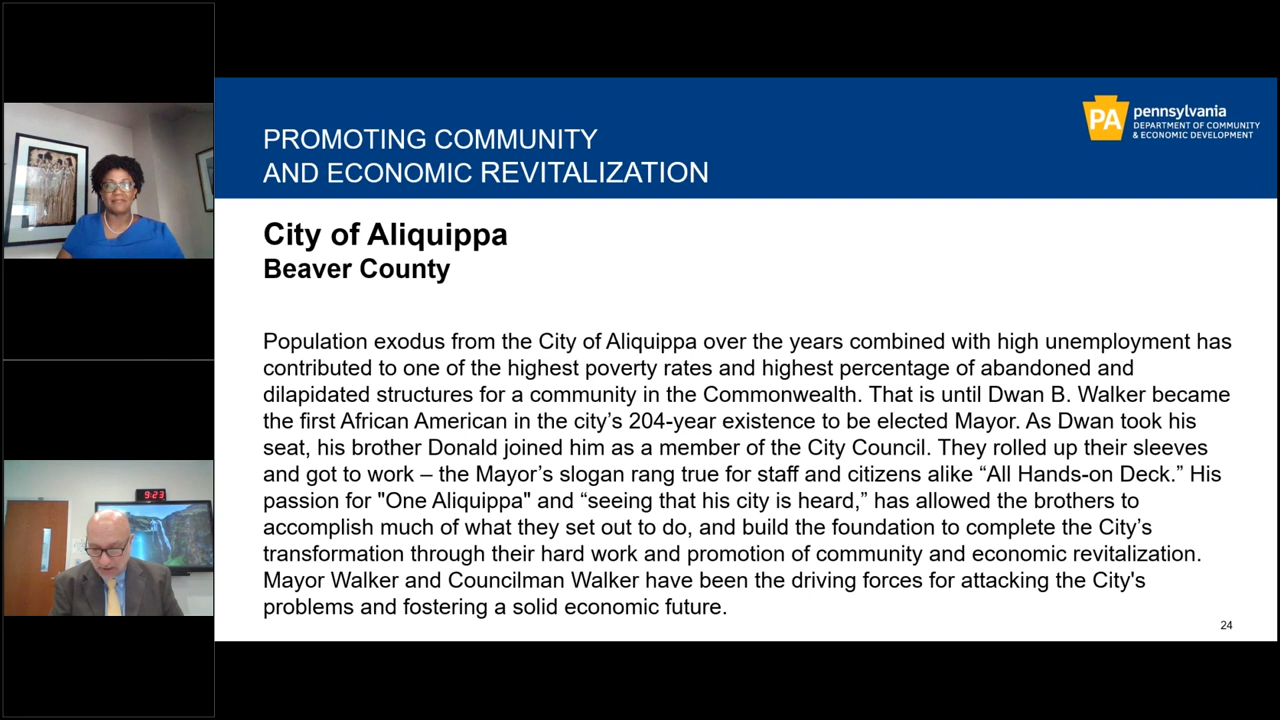 PROMOTING COMMUNITY
AND ECONOMIC REVITALIZATION
PA
pennsylvania
DEPARTMENT OF COMMUNITY
& ECONOMIC DEVELOPMENT
City of Aliquippa
Beaver County
Population exodus from the City of Aliquippa over the years combined with high unemployment has
contributed to one of the highest poverty rates and highest percentage of abandoned and
dilapidated structures for a community in the Commonwealth. That is until Dwan B. Walker became
the first African American in the city’s 204-year existence to be elected Mayor. As Dwan took his
seat, his brother Donald joined him as a member of the City Council. They rolled up their sleeves
and got to work – the Mayor’s slogan rang true for staff and citizens alike “All Hands-on Deck.” His
passion for "One Aliquippa" and “seeing that his city is heard,” has allowed the brothers to
accomplish much of what they set out to do, and build the foundation to complete the City’s
transformation through their hard work and promotion of community and economic revitalization.
Mayor Walker and Councilman Walker have been the driving forces for attacking the City's
problems and fostering a solid economic future.
24
9:23